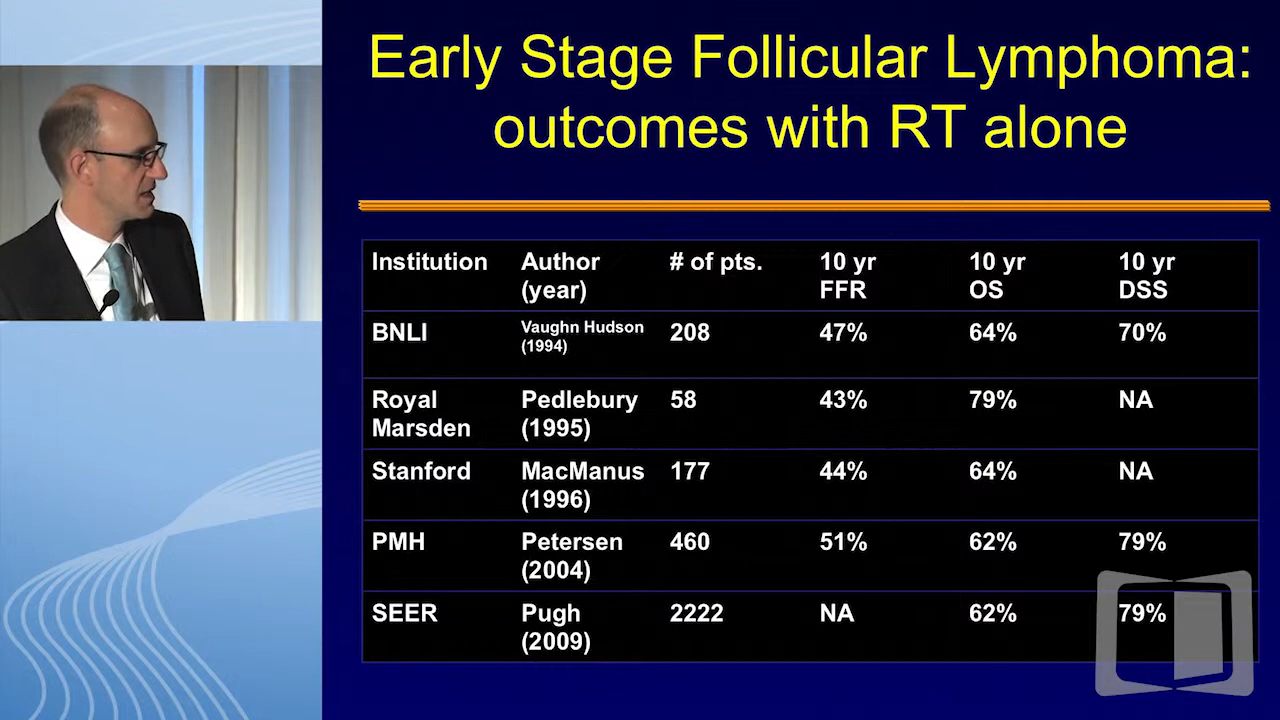 Early Stage Follicular Lymphoma:
outcomes with RT alone
Institution Author # of pts. 10 yr 10 yr 10 yr
(year) FFR OS DSS
BNLI Vaughn Hudson 208 47% 64% 70%
(1994)
Royal Pedlebury 58 43% 79% NA
Marsden (1995)
Stanford MacManus 177 44% 64% NA
(1996)
PMH Petersen 460 51% 62% 79%
(2004)
SEER Pugh 2222 NA 62% 79%
(2009)